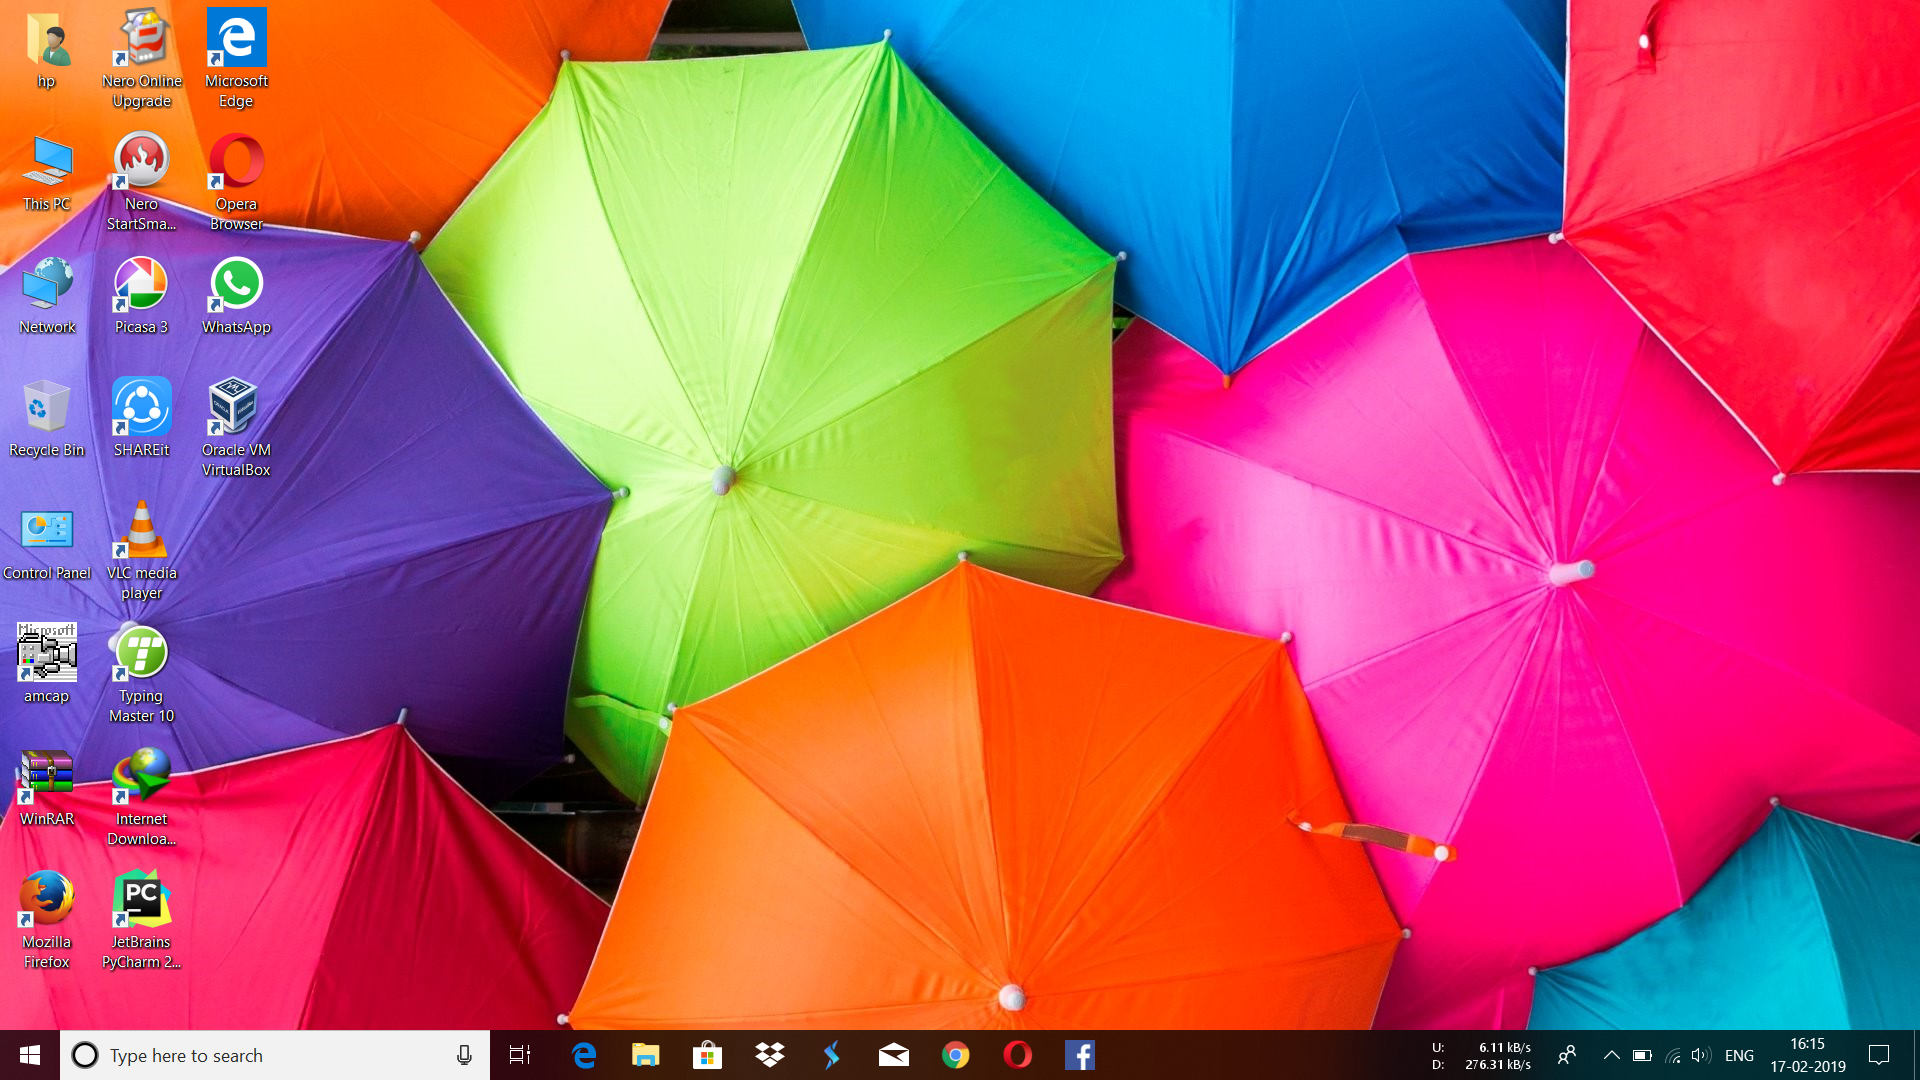 hp
Nero Online
Upgrade
Microsoft
Edge
This PC
Nero
StartSma...
Opera
Browser
Network
Picasa 3
WhatsApp
Recycle Bin
SHAREit
Oracle VM
VirtualBox
Control Panel
VLC media
player
Microsoft
amcap
Typing
Master 10
WinRAR
Internet
Downloa...
PC
Mozilla
Firefox
JetBrains
PyCharm 2...
Type here to search
U: 6.11 kB/s
D: 276.31 kB/s
ENG
16:15
17-02-2019